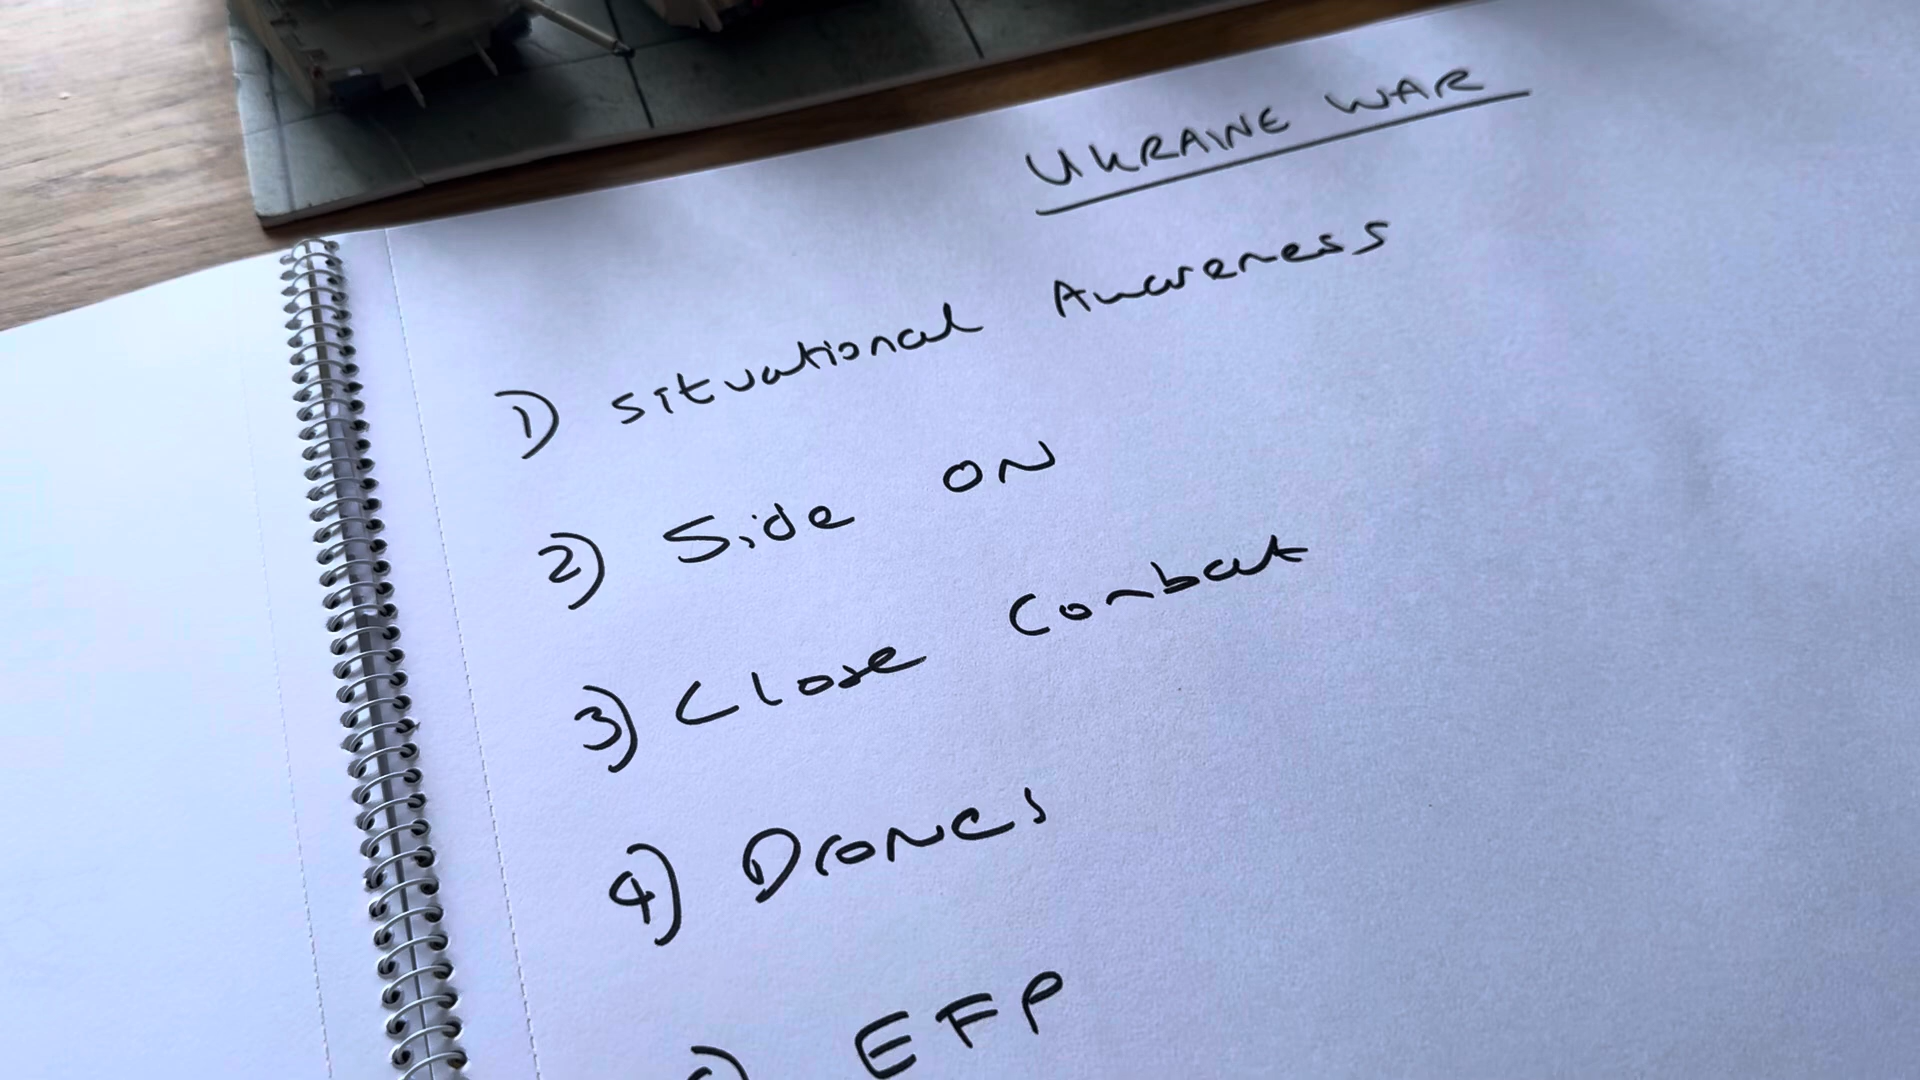 UKRAINE WAR
1) Situational Awareness
2) Side ON
3) Close Combat
4) Drones
EFP